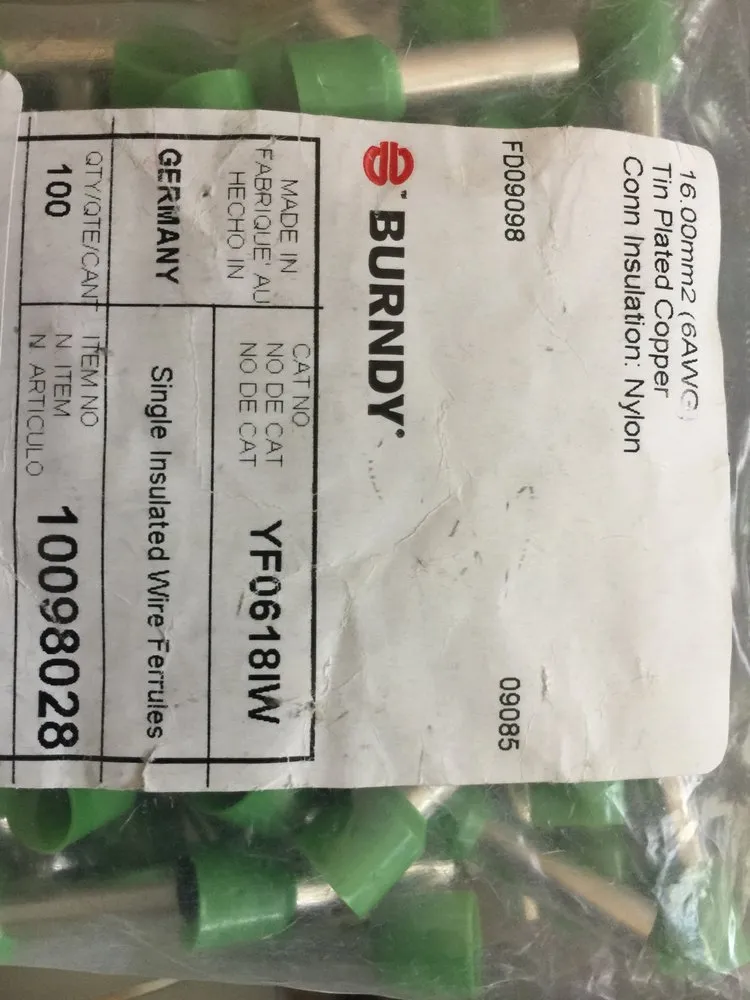 16.00mm2 (6AWG)
Tin Plated Copper
Conn Insulation: Nylon
FD09098
09085
BURNDY®
MADE IN
FABRIQUE' AU
HECHO IN
GERMANY
CAT NO.
NO DE CAT
NO DE CAT
YF0618IW
Single Insulated Wire Ferrules
QTY/QTE/CANT
100
ITEM NO
N. ITEM
N. ARTICULO
10098028